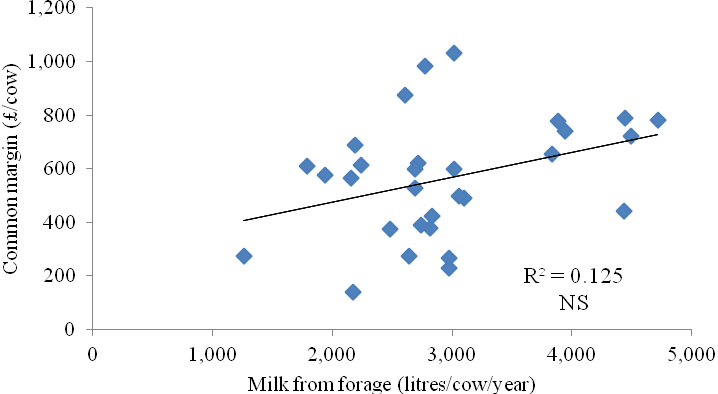 1,200
1,000
800
600
400
200
0
Common margin (£/cow)
R² = 0.125
NS
0 1,000 2,000 3,000 4,000 5,000
Milk from forage (litres/cow/year)